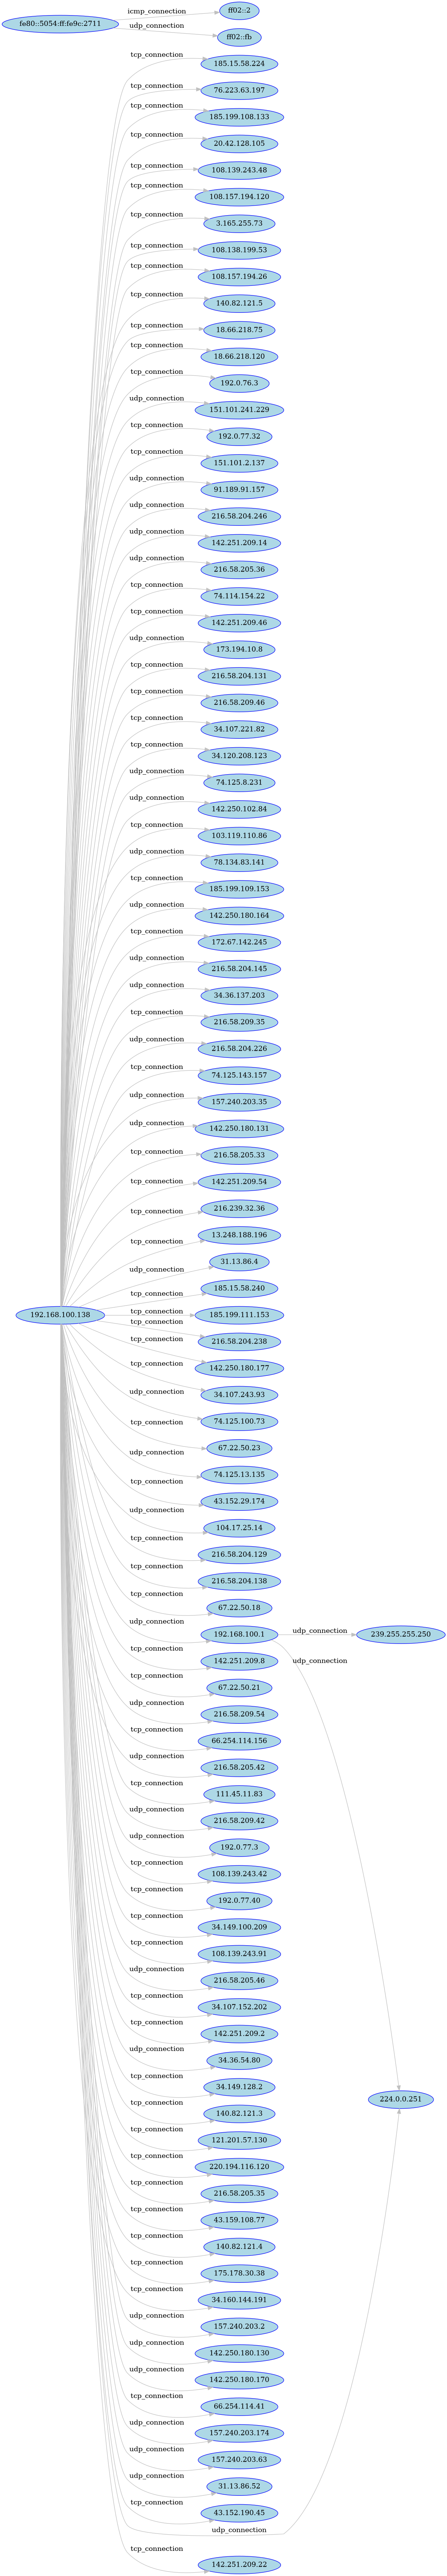 icmp_connection
ff02::2
fe80::5054:ff:fe9c:2711
udp_connection
ff02::fb
tcp_connection
185.15.58.224
tcp_connection
76.223.63.197
tcp_connection
185.199.108.133
tcp_connection
20.42.128.105
tcp_connection
108.139.243.48
tcp_connection
108.157.194.120
tcp_connection
3.165.255.73
tcp_connection
108.138.199.53
tcp_connection
108.157.194.26
tcp_connection
140.82.121.5
tcp_connection
18.66.218.75
tcp_connection
18.66.218.120
tcp_connection
192.0.76.3
udp_connection
151.101.241.229
tcp_connection
192.0.77.32
tcp_connection
151.101.2.137
udp_connection
91.189.91.157
udp_connection
216.58.204.246
udp_connection
142.251.209.14
udp_connection
216.58.205.36
tcp_connection
74.114.154.22
tcp_connection
142.251.209.46
udp_connection
173.194.10.8
tcp_connection
216.58.204.131
tcp_connection
216.58.209.46
tcp_connection
34.107.221.82
tcp_connection
34.120.208.123
udp_connection
74.125.8.231
udp_connection
142.250.102.84
tcp_connection
103.119.110.86
udp_connection
78.134.83.141
tcp_connection
185.199.109.153
udp_connection
142.250.180.164
tcp_connection
172.67.142.245
udp_connection
216.58.204.145
udp_connection
34.36.137.203
tcp_connection
216.58.209.35
udp_connection
216.58.204.226
tcp_connection
74.125.143.157
udp_connection
157.240.203.35
udp_connection
142.250.180.131
tcp_connection
216.58.205.33
tcp_connection
142.251.209.54
tcp_connection
216.239.32.36
tcp_connection
13.248.188.196
udp_connection
31.13.86.4
tcp_connection
185.15.58.240
192.168.100.138
tcp_connection
185.199.111.153
tcp_connection
216.58.204.238
tcp_connection
142.250.180.177
tcp_connection
34.107.243.93
udp_connection
74.125.100.73
tcp_connection
67.22.50.23
udp_connection
74.125.13.135
tcp_connection
43.152.29.174
udp_connection
104.17.25.14
tcp_connection
216.58.204.129
tcp_connection
216.58.204.138
tcp_connection
67.22.50.18
udp_connection
192.168.100.1
udp_connection
239.255.255.250
udp_connection
tcp_connection
142.251.209.8
tcp_connection
67.22.50.21
udp_connection
216.58.209.54
tcp_connection
66.254.114.156
udp_connection
216.58.205.42
tcp_connection
111.45.11.83
udp_connection
216.58.209.42
udp_connection
192.0.77.3
tcp_connection
108.139.243.42
tcp_connection
192.0.77.40
tcp_connection
34.149.100.209
tcp_connection
108.139.243.91
udp_connection
216.58.205.46
tcp_connection
34.107.152.202
tcp_connection
142.251.209.2
udp_connection
34.36.54.80
tcp_connection
34.149.128.2
224.0.0.251
tcp_connection
140.82.121.3
tcp_connection
121.201.57.130
tcp_connection
220.194.116.120
tcp_connection
216.58.205.35
tcp_connection
43.159.108.77
tcp_connection
140.82.121.4
tcp_connection
175.178.30.38
tcp_connection
34.160.144.191
udp_connection
157.240.203.2
udp_connection
142.250.180.130
udp_connection
142.250.180.170
tcp_connection
66.254.114.41
udp_connection
157.240.203.174
udp_connection
157.240.203.63
udp_connection
31.13.86.52
tcp_connection
43.152.190.45
udp_connection
tcp_connection
142.251.209.22